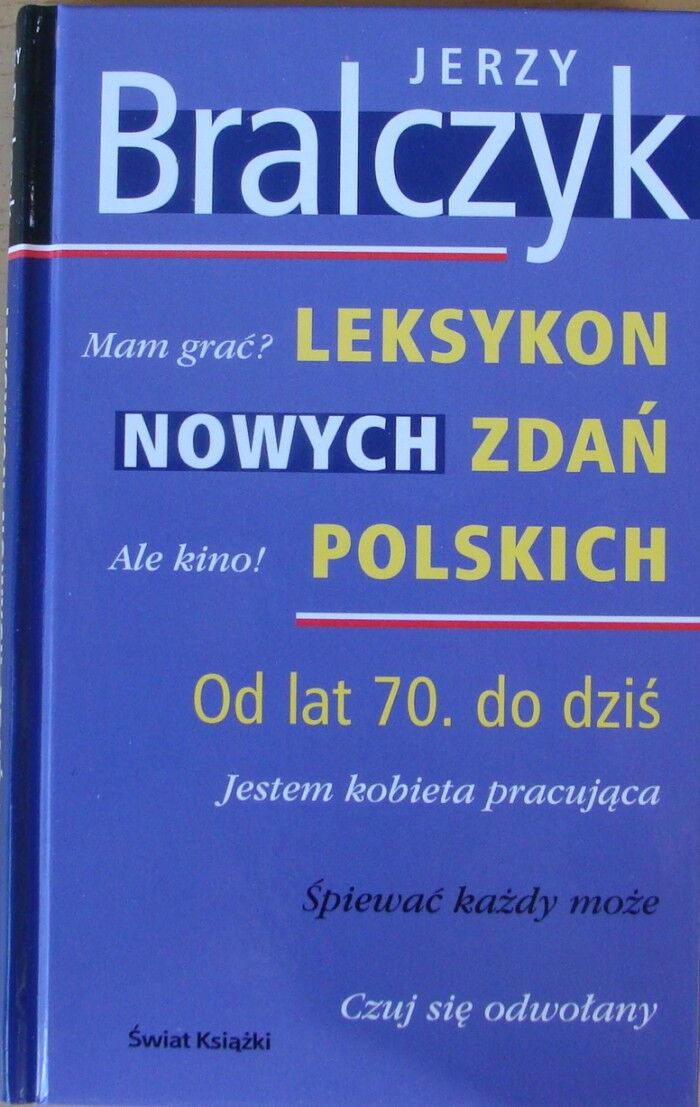 JERZY
Bralczyk
Mam grać? LEKSYKON
NOWYCH ZDAŃ
Ale kino! POLSKICH
Od lat 70. do dziś
Jestem kobieta pracująca
Śpiewać każdy może
Czuj się odwołany
Świat Książki